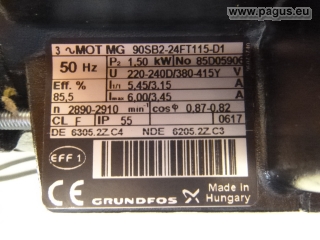 www.pagus.eu
3 ∿MOT MG 90SB2-24FT115-D1
50 Hz
P₂ 1,50 kW No 85D05906
U 220-240D/380-415Y V
Eff. % I₁/₁ 5,45/3.15 A
85,5 Iₘₐₓ 6,00/3,45 A
n 2890-2910 min⁻¹ cos φ 0.87-0.82
CL F IP 55 0617
DE 6305.2Z.C4 NDE 6205.2Z.C3
EFF 1
CE GRUNDFOS Made in
Hungary